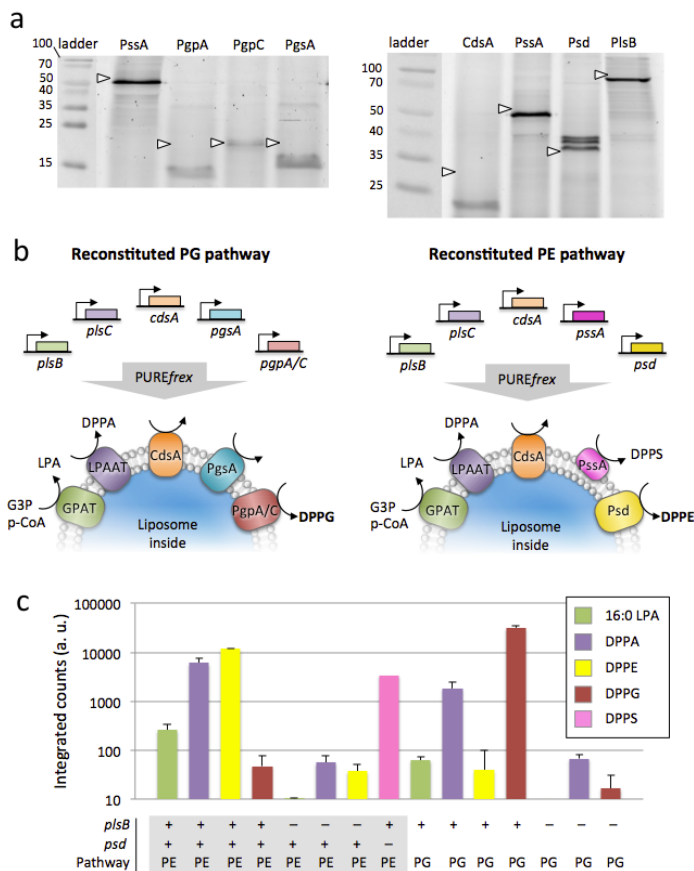 a
ladder PssA PgpA PgpC PgsA
100
70
50
40
35
25
15
ladder CdsA PssA Psd PlsB
100
70
50
40
35
25
b
Reconstituted PG pathway
plsB plsC cdsA pgsA pgpA/C
PUREfrex
G3P
p-CoA
LPA
DPPA
GPAT LPAAT CdsA PgsA PgpA/C
DPPG
Liposome
inside
Reconstituted PE pathway
plsB plsC cdsA pssA psd
PUREfrex
G3P
p-CoA
LPA
DPPA
GPAT LPAAT CdsA PssA Psd
DPPS
DPPE
Liposome
inside
c
Integrated counts (a. u.)
100000
10000
1000
100
10
16:0 LPA
DPPA
DPPE
DPPG
DPPS
plsB + + + + – – – + + + + + – – –
psd + + + + + + + –
Pathway PE PE PE PE PE PE PE PE PG PG PG PG PG PG PG